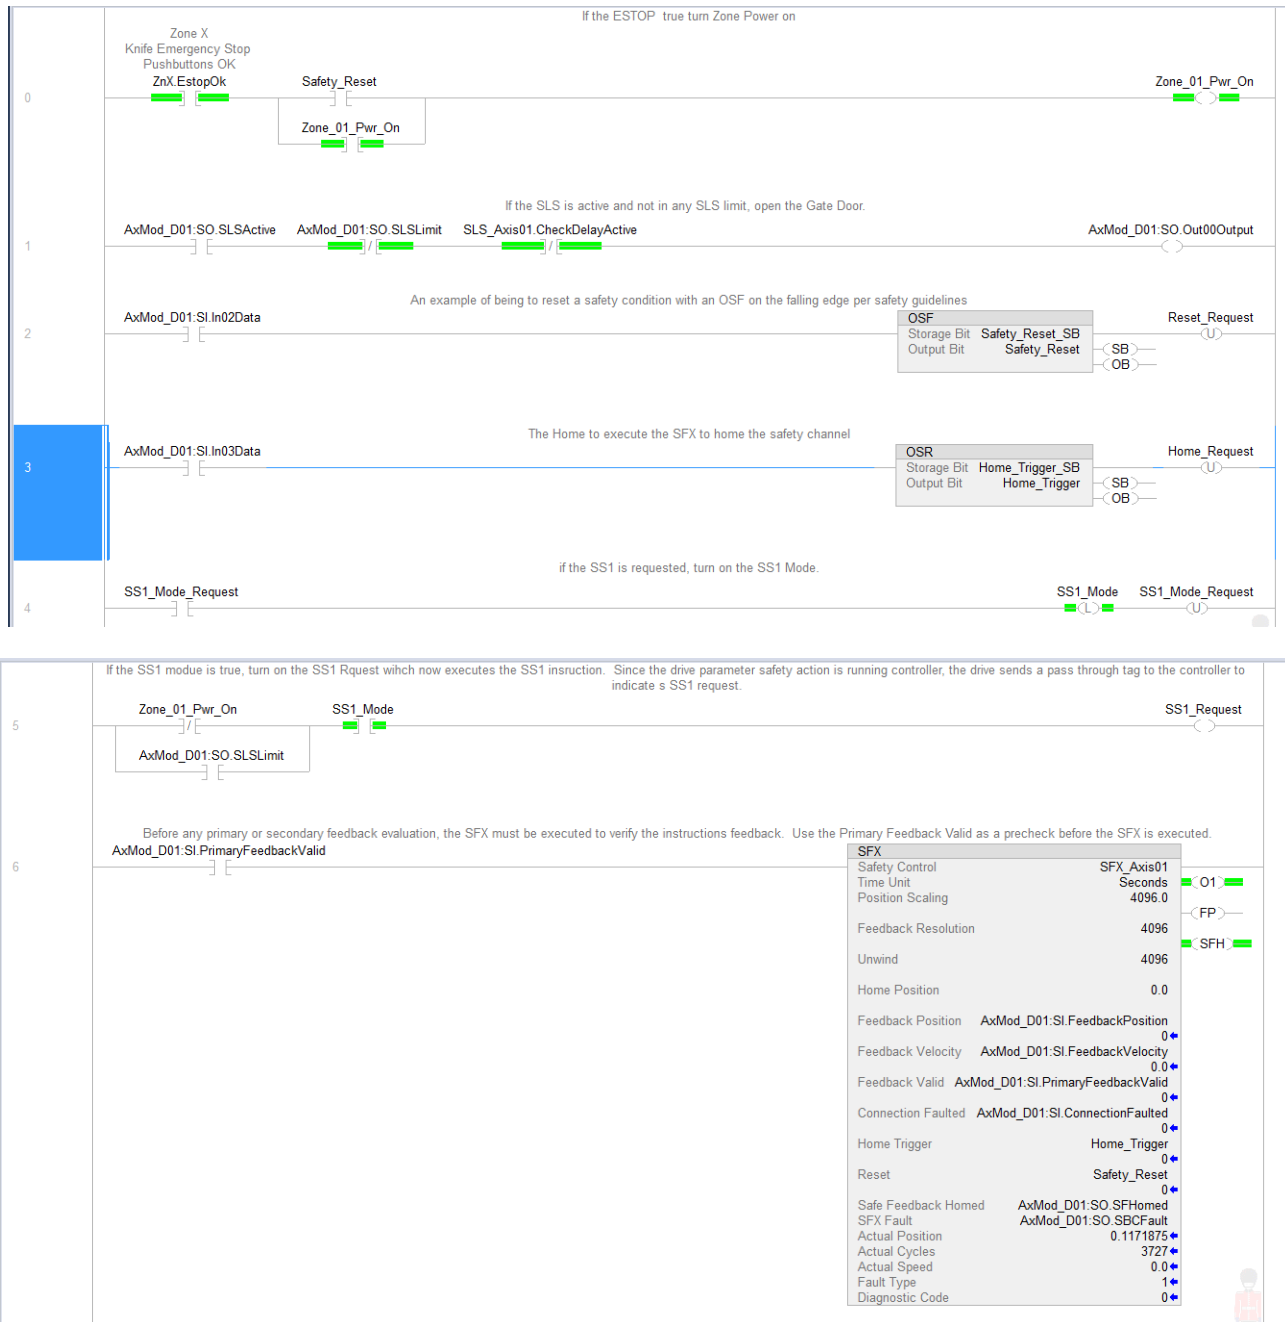 If the ESTOP  true turn Zone Power on
Zone X
Knife Emergency Stop
Pushbuttons OK
ZnX.EstopOk
Safety_Reset
Zone_01_Pwr_On
0
Zone_01_Pwr_On
If the SLS is active and not in any SLS limit, open the Gate Door.
AxMod_D01:SO.SLSActive
AxMod_D01:SO.SLSLimit
SLS_Axis01.CheckDelayActive
AxMod_D01:SO.Out00Output
1
An example of being to reset a safety condition with an OSF on the falling edge per safety guidelines
AxMod_D01:SI.In02Data
OSF
Reset_Request
2
Storage Bit Safety_Reset_SB
U
Output Bit Safety_Reset
SB
OB
The Home to execute the SFX to home the safety channel
AxMod_D01:SI.In03Data
OSR
Home_Request
3
Storage Bit Home_Trigger_SB
U
Output Bit Home_Trigger
SB
OB
if the SS1 is requested, turn on the SS1 Mode.
SS1_Mode_Request
SS1_Mode
SS1_Mode_Request
4
L
U
If the SS1 modue is true, turn on the SS1 Rquest wihch now executes the SS1 insruction.  Since the drive parameter safety action is running controller, the drive sends a pass through tag to the controller to
indicate s SS1 request.
Zone_01_Pwr_On
SS1_Mode
SS1_Request
5
AxMod_D01:SO.SLSLimit
Before any primary or secondary feedback evaluation, the SFX must be executed to verify the instructions feedback.  Use the Primary Feedback Valid as a precheck before the SFX is executed.
AxMod_D01:SI.PrimaryFeedbackValid
6
SFX
Safety Control SFX_Axis01
Time Unit Seconds
O1
Position Scaling 4096.0
FP
Feedback Resolution 4096
SFH
Unwind 4096
Home Position 0.0
Feedback Position AxMod_D01:SI.FeedbackPosition
0
Feedback Velocity AxMod_D01:SI.FeedbackVelocity
0.0
Feedback Valid AxMod_D01:SI.PrimaryFeedbackValid
0
Connection Faulted AxMod_D01:SI.ConnectionFaulted
0
Home Trigger Home_Trigger
0
Reset Safety_Reset
0
Safe Feedback Homed AxMod_D01:SO.SFHomed
SFX Fault AxMod_D01:SO.SBCFault
Actual Position 0.1171875
Actual Cycles 3727
Actual Speed 0.0
Fault Type 1
Diagnostic Code 0